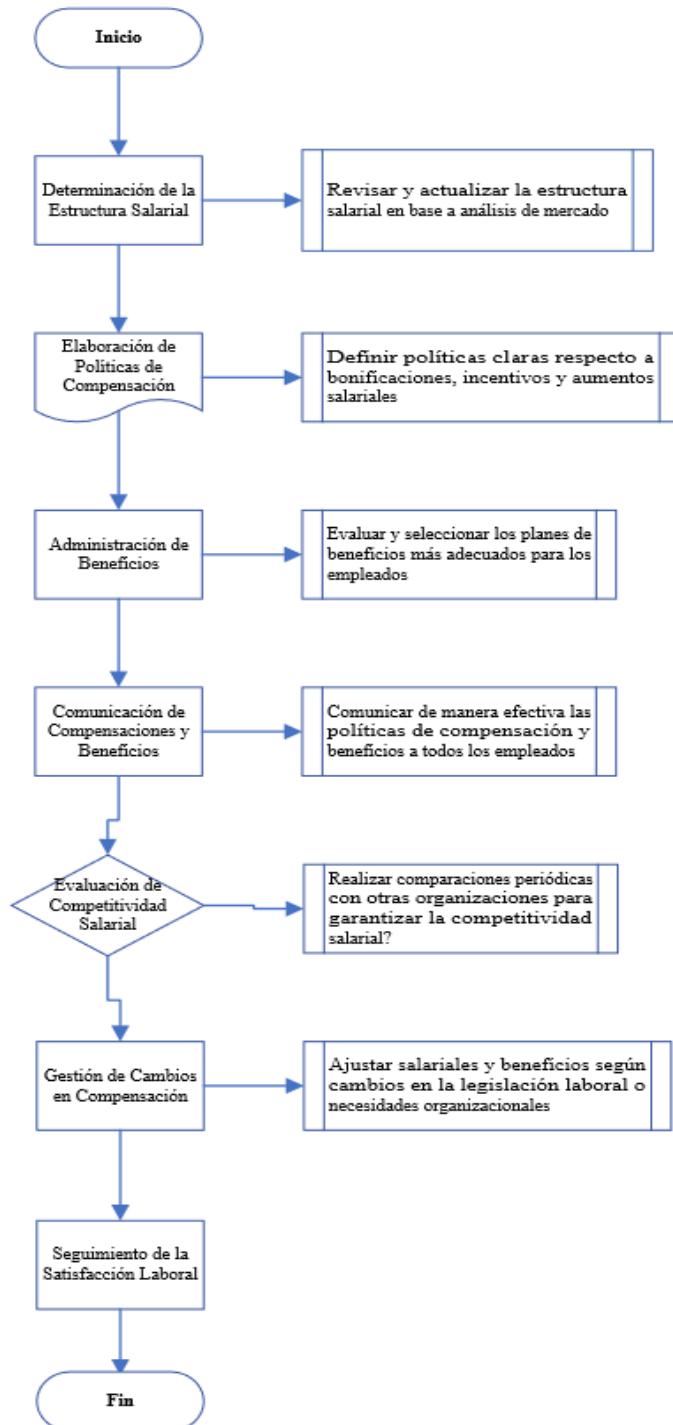 Inicio
Determinación de la
Estructura Salarial
Revisar y actualizar la estructura
salarial en base a análisis de mercado
Elaboración de
Políticas de
Compensación
Definir políticas claras respecto a
bonificaciones, incentivos y aumentos
salariales
Administración de
Beneficios
Evaluar y seleccionar los planes de
beneficios más adecuados para los
empleados
Comunicación de
Compensaciones y
Beneficios
Comunicar de manera efectiva las
políticas de compensación y
beneficios a todos los empleados
Evaluación de
Competitividad
Salarial
Realizar comparaciones periódicas
con otras organizaciones para
garantizar la competitividad
salarial?
Gestión de Cambios
en Compensación
Ajustar salariales y beneficios según
cambios en la legislación laboral o
necesidades organizacionales
Seguimiento de la
Satisfacción Laboral
Fin